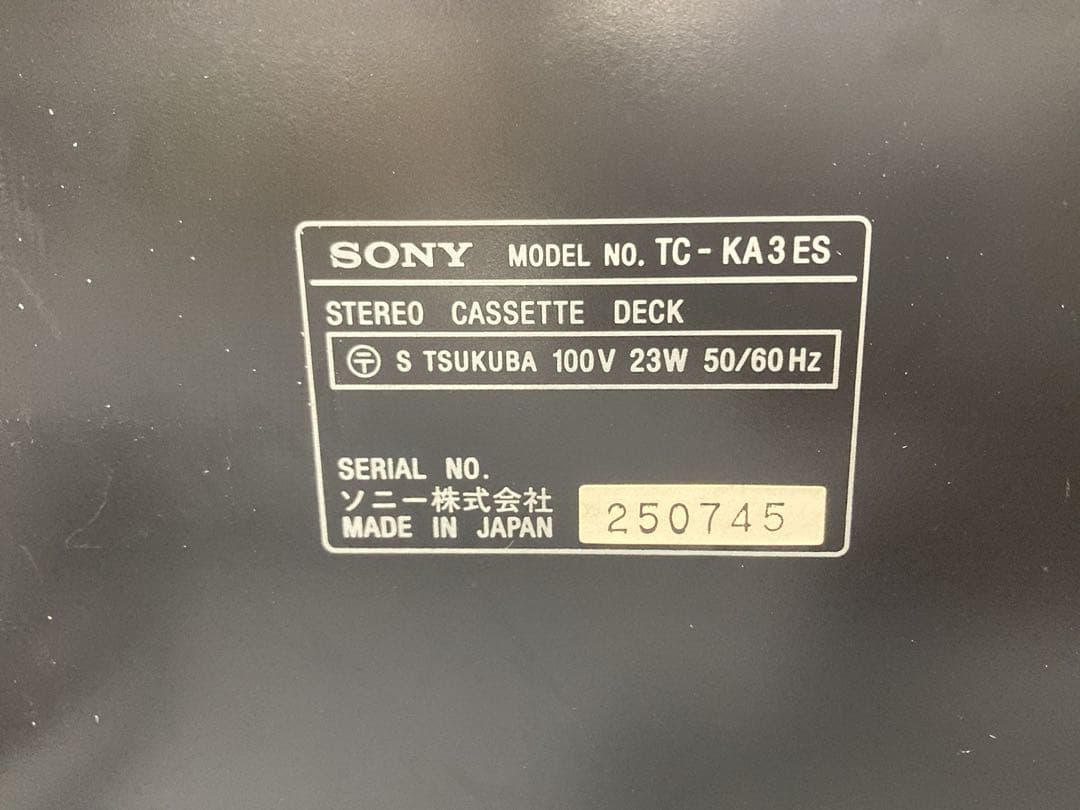 SONY MODEL NO. TC-KA3ES
STEREO CASSETTE DECK
〒 S TSUKUBA 100V 23W 50/60Hz
SERIAL NO.
ソニー株式会社
MADE IN JAPAN 250745